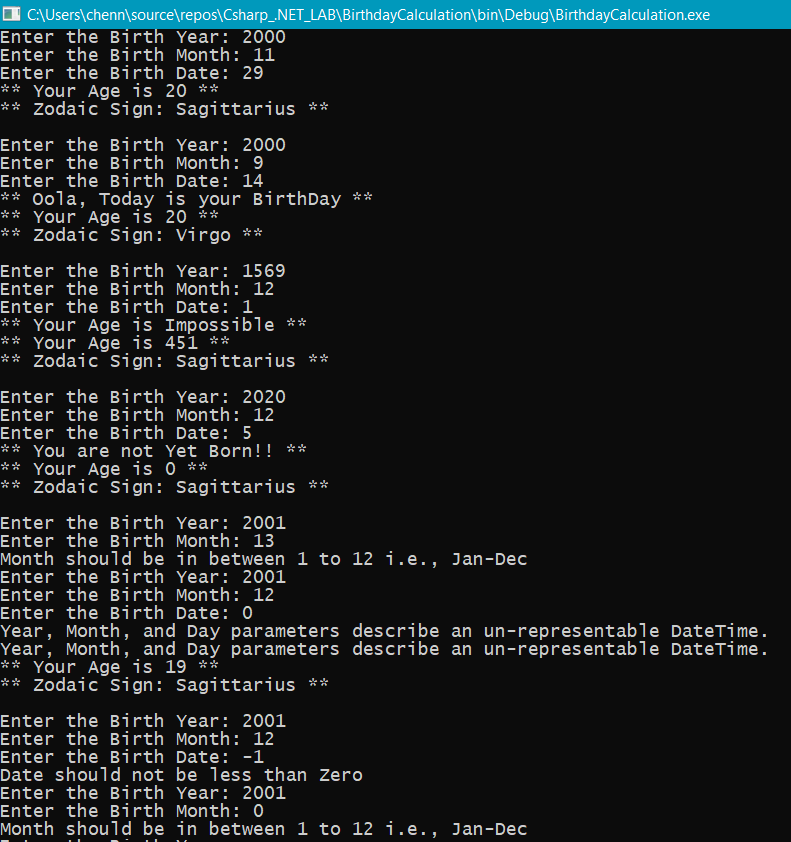 C:\Users\chenn\source\repos\Csharp_.NET_LAB\BirthdayCalculation\bin\Debug\BirthdayCalculation.exe
Enter the Birth Year: 2000
Enter the Birth Month: 11
Enter the Birth Date: 29
** Your Age is 20 **
** Zodaic Sign: Sagittarius **
Enter the Birth Year: 2000
Enter the Birth Month: 9
Enter the Birth Date: 14
** Oola, Today is your BirthDay **
** Your Age is 20 **
** Zodaic Sign: Virgo **
Enter the Birth Year: 1569
Enter the Birth Month: 12
Enter the Birth Date: 1
** Your Age is Impossible **
** Your Age is 451 **
** Zodaic Sign: Sagittarius **
Enter the Birth Year: 2020
Enter the Birth Month: 12
Enter the Birth Date: 5
** You are not Yet Born!! **
** Your Age is 0 **
** Zodaic Sign: Sagittarius **
Enter the Birth Year: 2001
Enter the Birth Month: 13
Month should be in between 1 to 12 i.e., Jan-Dec
Enter the Birth Year: 2001
Enter the Birth Month: 12
Enter the Birth Date: 0
Year, Month, and Day parameters describe an un-representable DateTime.
Year, Month, and Day parameters describe an un-representable DateTime.
** Your Age is 19 **
** Zodaic Sign: Sagittarius **
Enter the Birth Year: 2001
Enter the Birth Month: 12
Enter the Birth Date: -1
Date should not be less than Zero
Enter the Birth Year: 2001
Enter the Birth Month: 0
Month should be in between 1 to 12 i.e., Jan-Dec